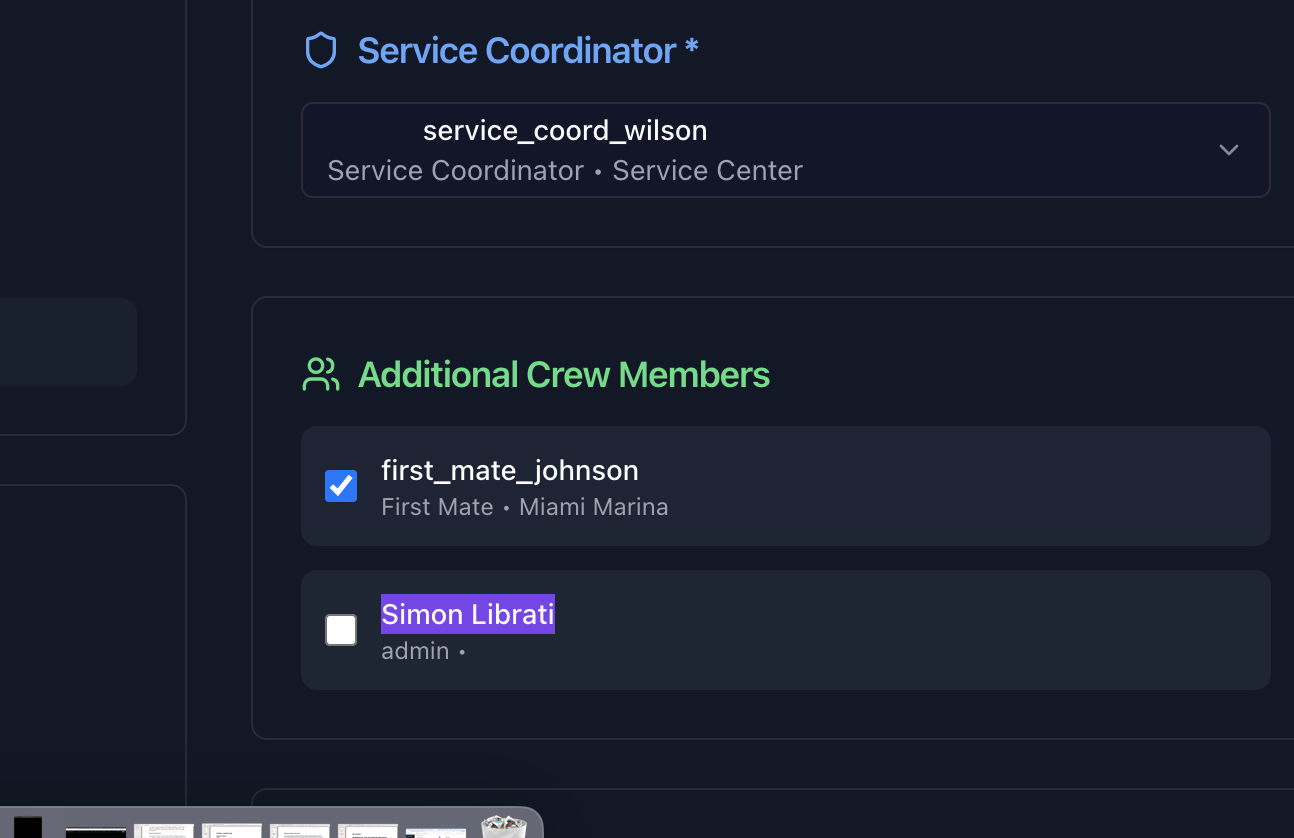 Service Coordinator *
service_coord_wilson
Service Coordinator • Service Center
Additional Crew Members
first_mate_johnson
First Mate • Miami Marina
Simon Librati
admin •